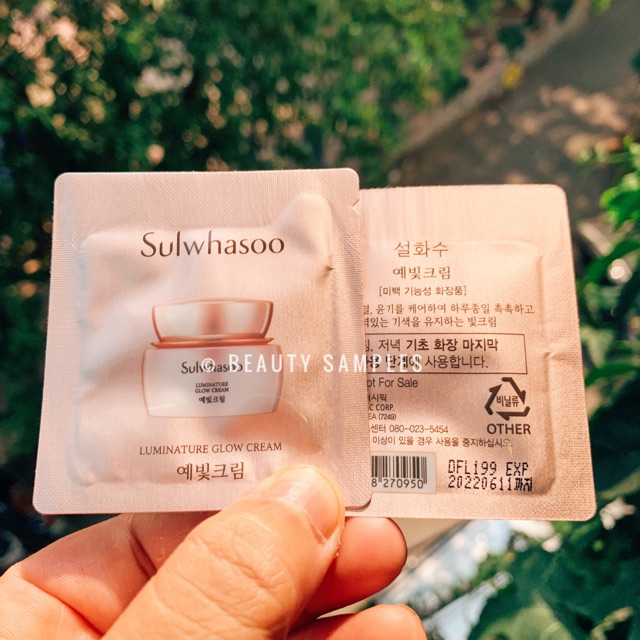 Sulwhasoo
Sulwhasoo
LUMINATURE
GLOW CREAM
예빛크림
LUMINATURE GLOW CREAM
예빛크림
© BEAUTY SAMPLES
설화수
예빛크림
[미백 기능성 화장품]
윤기를 케어하여 하루종일 촉촉하고
기색을 유지하는 빛크림
저녁 기초 화장 마지막
사용합니다.
For Sale
CORP.
(7249)
080-023-5454
이상이 있을 경우 사용을 중지하십시오.
비닐류
OTHER
8 270950
DFL199 EXP
20220611까지